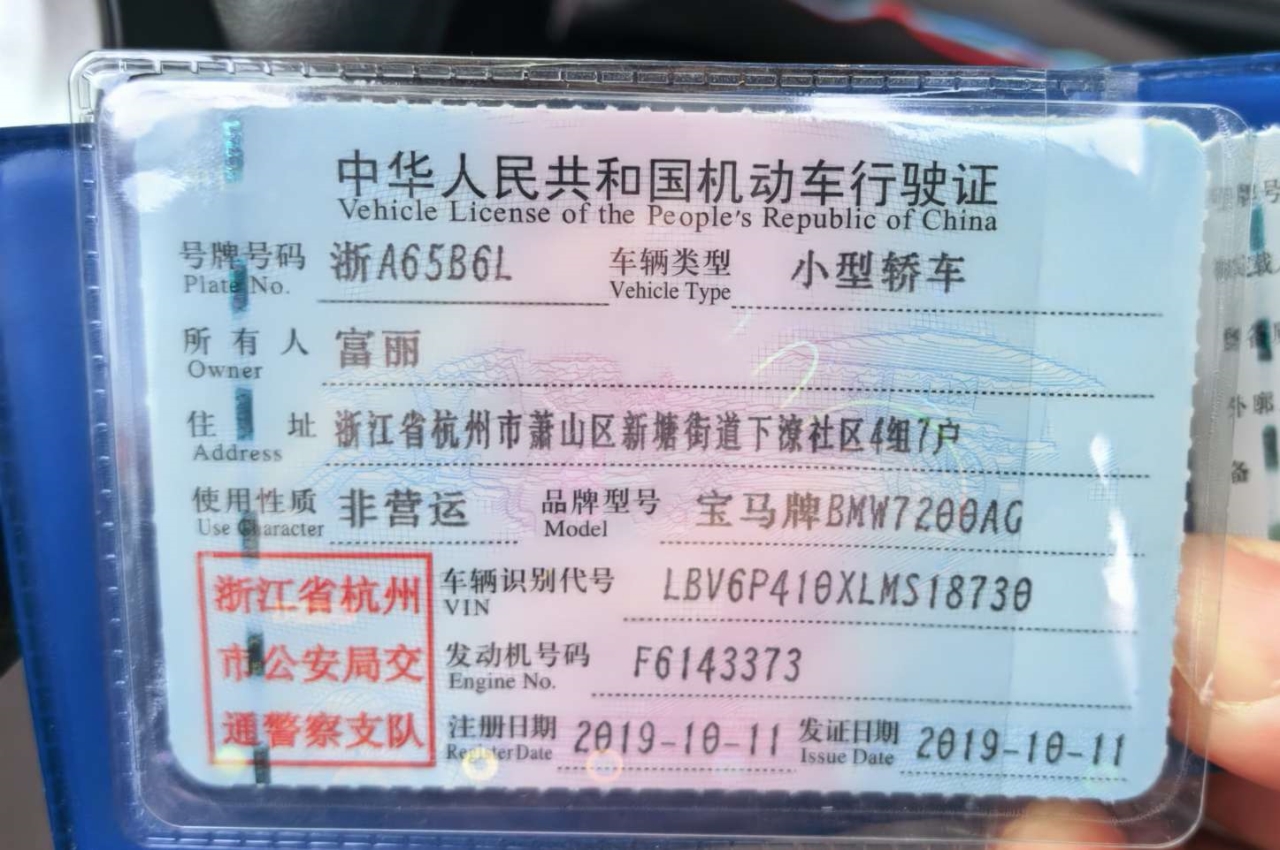 中华人民共和国机动车行驶证
Vehicle License of the People's Republic of China
号牌号码 浙A65B6L 车辆类型 小型轿车
Plate No. Vehicle Type
所有人 富丽
Owner
住址 浙江省杭州市萧山区新塘街道下潦社区4组7户
Address
使用性质 非营运 品牌型号 宝马牌BMW7200AG
Use Character Model
浙江省杭州 车辆识别代号 LBV6P410XLMS18730
VIN
市公安局交 发动机号码 F6143373
Engine No.
通警察支队 注册日期 2019-10-11 发证日期 2019-10-11
Register Date Issue Date